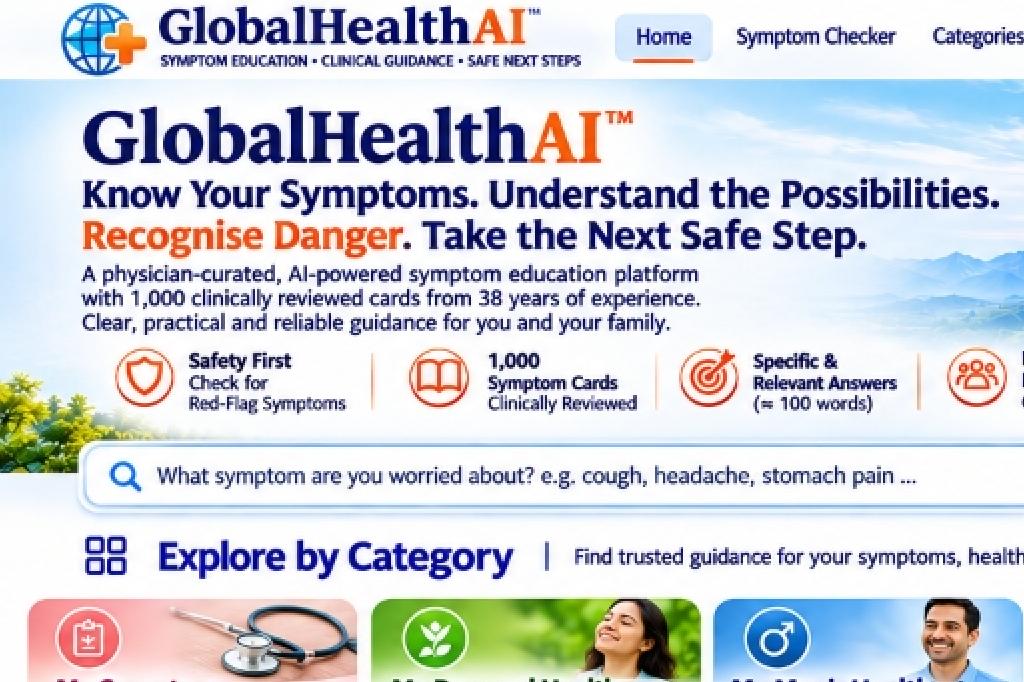 GlobalHealthAI™
SYMPTOM EDUCATION • CLINICAL GUIDANCE • SAFE NEXT STEPS
Home
Symptom Checker
Categories
GlobalHealthAI™
Know Your Symptoms. Understand the Possibilities.
Recognise Danger. Take the Next Safe Step.
A physician-curated, AI-powered symptom education platform
with 1,000 clinically reviewed cards from 38 years of experience.
Clear, practical and reliable guidance for you and your family.
Safety First
Check for
Red-Flag Symptoms
1,000
Symptom Cards
Clinically Reviewed
Specific &
Relevant Answers
(≈ 100 words)
What symptom are you worried about? e.g. cough, headache, stomach pain ...
Explore by Category
Find trusted guidance for your symptoms, health